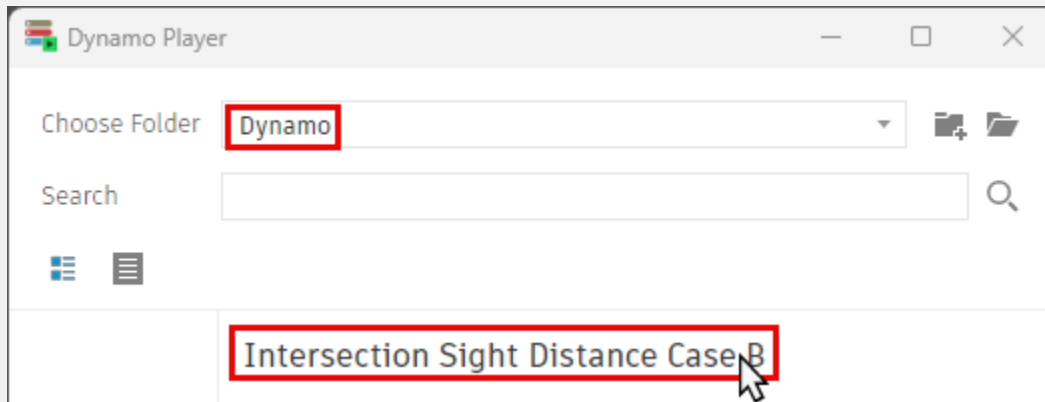 Dynamo Player
Choose Folder Dynamo
Search
Intersection Sight Distance Case B